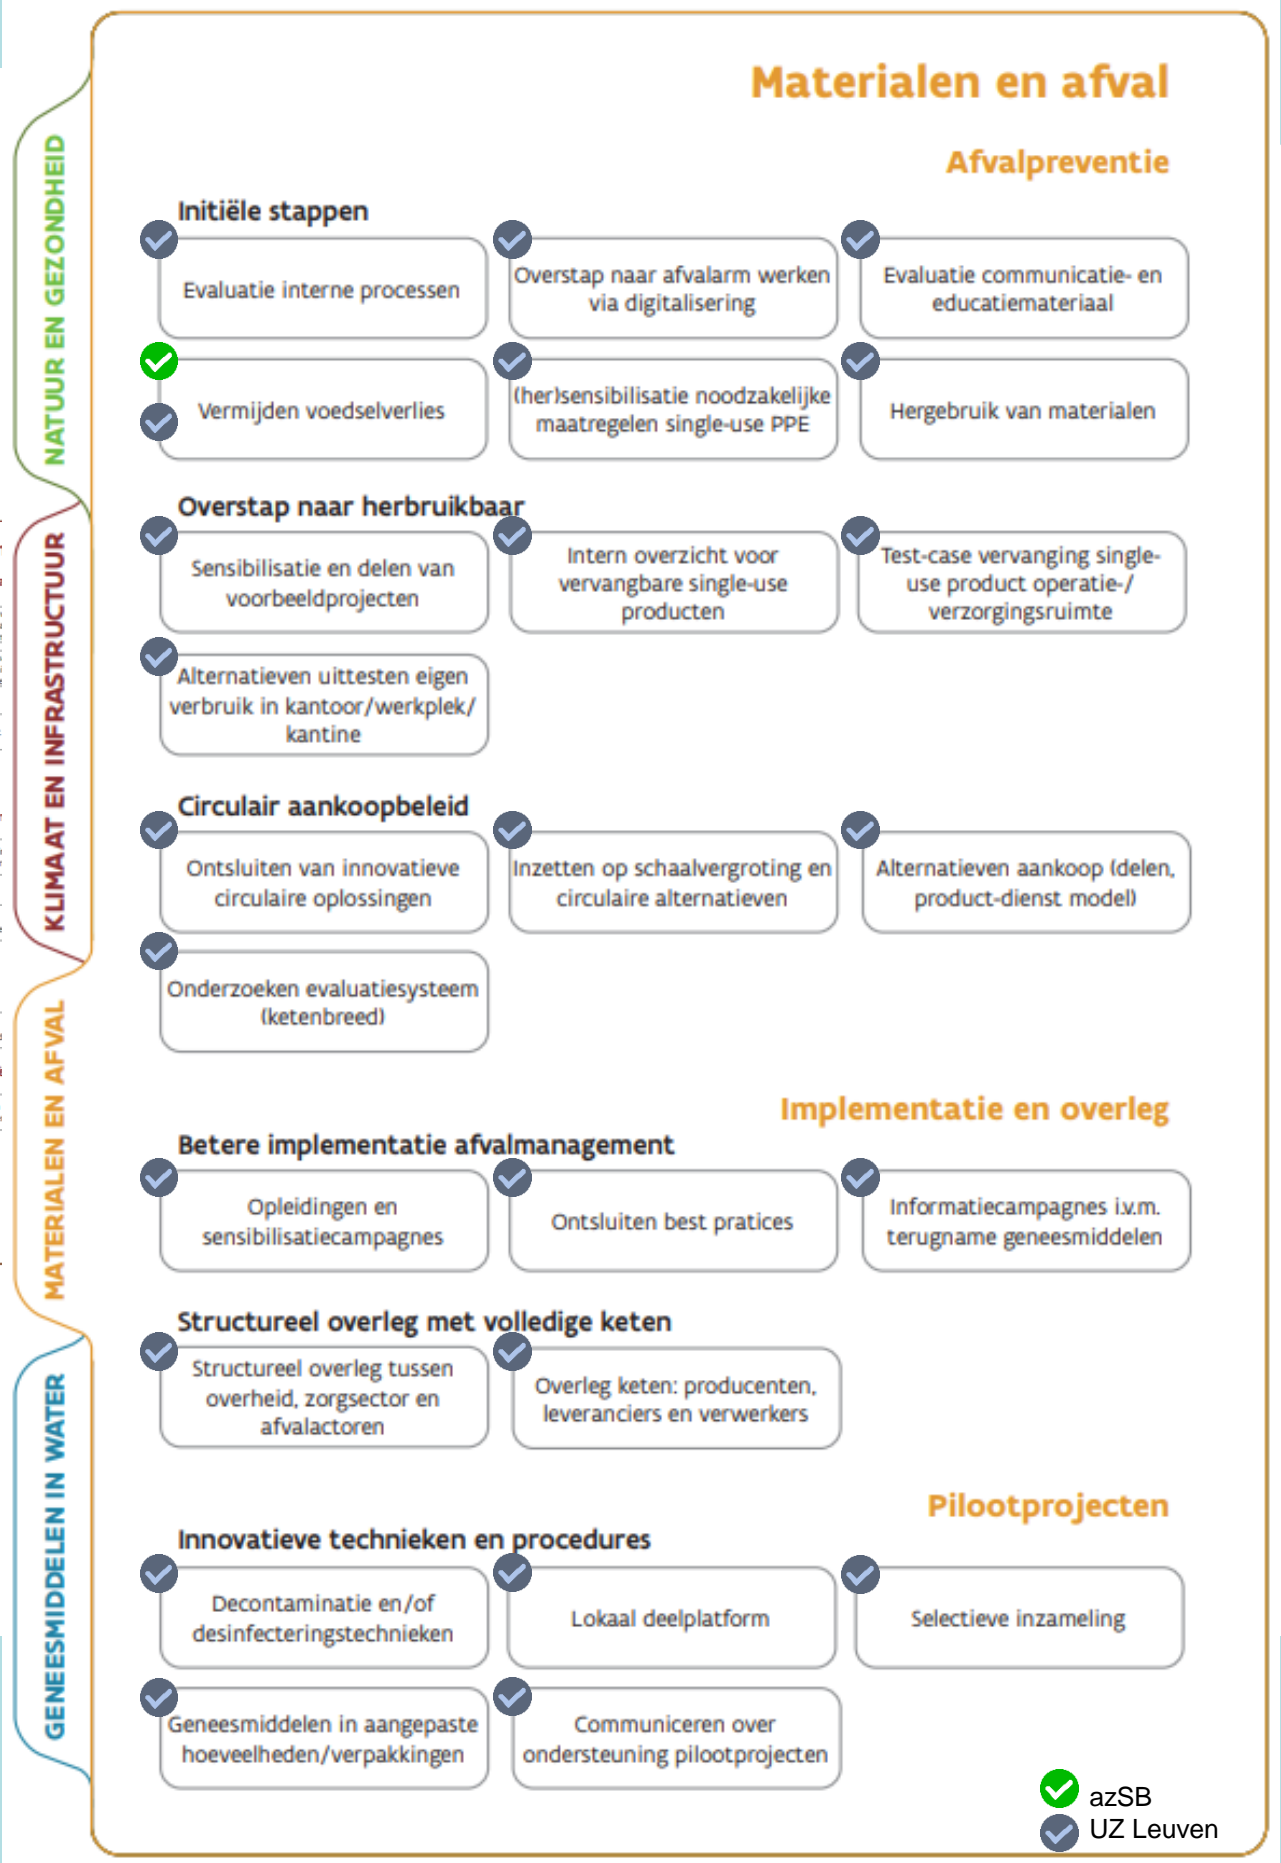 Materialen en afval
Afvalpreventie
Initiële stappen
Evaluatie interne processen
Overstap naar afvalarm werken
via digitalisering
Evaluatie communicatie- en
educatiemateriaal
Vermijden voedselverlies
(her)sensibilisatie noodzakelijke
maatregelen single-use PPE
Hergebruik van materialen
Overstap naar herbruikbaar
Sensibilisatie en delen van
voorbeeldprojecten
Intern overzicht voor
vervangbare single-use
producten
Test-case vervanging single-
use product operatie-/
verzorgingsruimte
Alternatieven uittesten eigen
verbruik in kantoor/werkplek/
kantine
Circulair aankoopbeleid
Ontsluiten van innovatieve
circulaire oplossingen
Inzetten op schaalvergroting en
circulaire alternatieven
Alternatieven aankoop (delen,
product-dienst model)
Onderzoeken evaluatiesysteem
(ketenbreed)
Implementatie en overleg
Betere implementatie afvalmanagement
Opleidingen en
sensibilisatiecampagnes
Ontsluiten best pratices
Informatiecampagnes i.v.m.
terugname geneesmiddelen
Structureel overleg met volledige keten
Structureel overleg tussen
overheid, zorgsector en
afvalactoren
Overleg keten: producenten,
leveranciers en verwerkers
Pilootprojecten
Innovatieve technieken en procedures
Decontaminatie en/of
desinfecteringstechnieken
Lokaal deelplatform
Selectieve inzameling
Geneesmiddelen in aangepaste
hoeveelheden/verpakkingen
Communiceren over
ondersteuning pilootprojecten
azSB
UZ Leuven
NATUUR EN GEZONDHEID
KLIMAAT EN INFRASTRUCTUUR
MATERIALEN EN AFVAL
GENEESMIDDELEN IN WATER